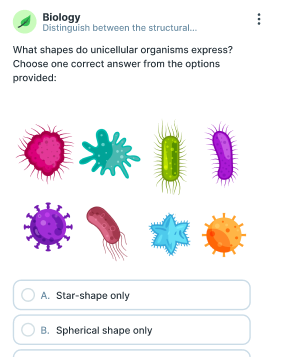 Biology
Distinguish between the structural...
What shapes do unicellular organisms express?
Choose one correct answer from the options
provided:
A. Star-shape only
B. Spherical shape only